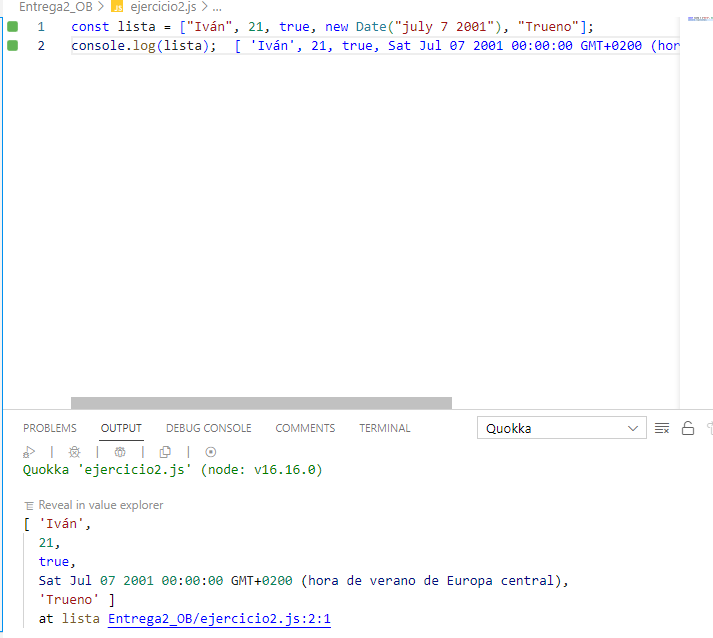 Entrega2_OB > JS ejercicio2.js > ...
1 const lista = ["Iván", 21, true, new Date("july 7 2001"), "Trueno"];
2 console.log(lista); [ 'Iván', 21, true, Sat Jul 07 2001 00:00:00 GMT+0200 (hor
PROBLEMS OUTPUT DEBUG CONSOLE COMMENTS TERMINAL Quokka
Quokka 'ejercicio2.js' (node: v16.16.0)
Reveal in value explorer
[ 'Iván',
21,
true,
Sat Jul 07 2001 00:00:00 GMT+0200 (hora de verano de Europa central),
'Trueno' ]
at lista Entrega2_OB/ejercicio2.js:2:1